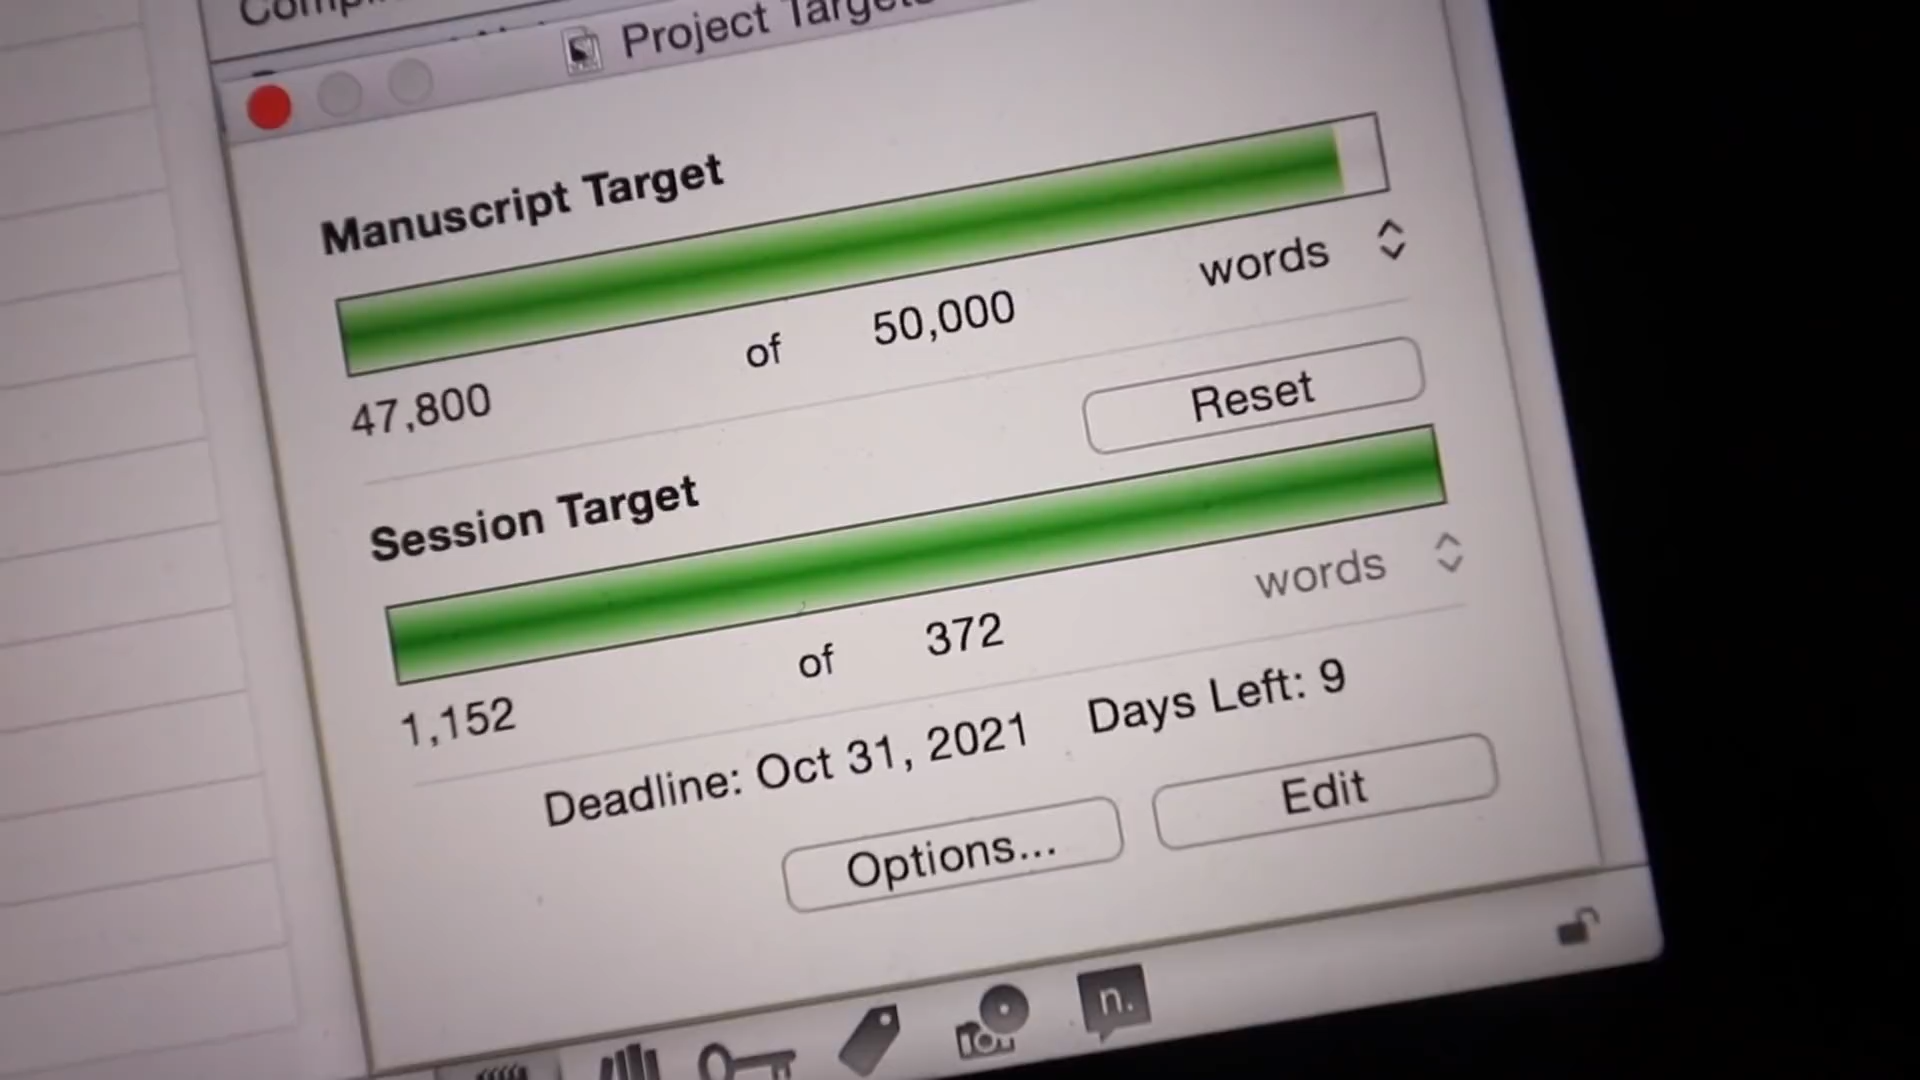 Project Targets
Manuscript Target
47,800 of 50,000 words
Reset
Session Target
1,152 of 372 words
Deadline: Oct 31, 2021 Days Left: 9
Options... Edit
n.